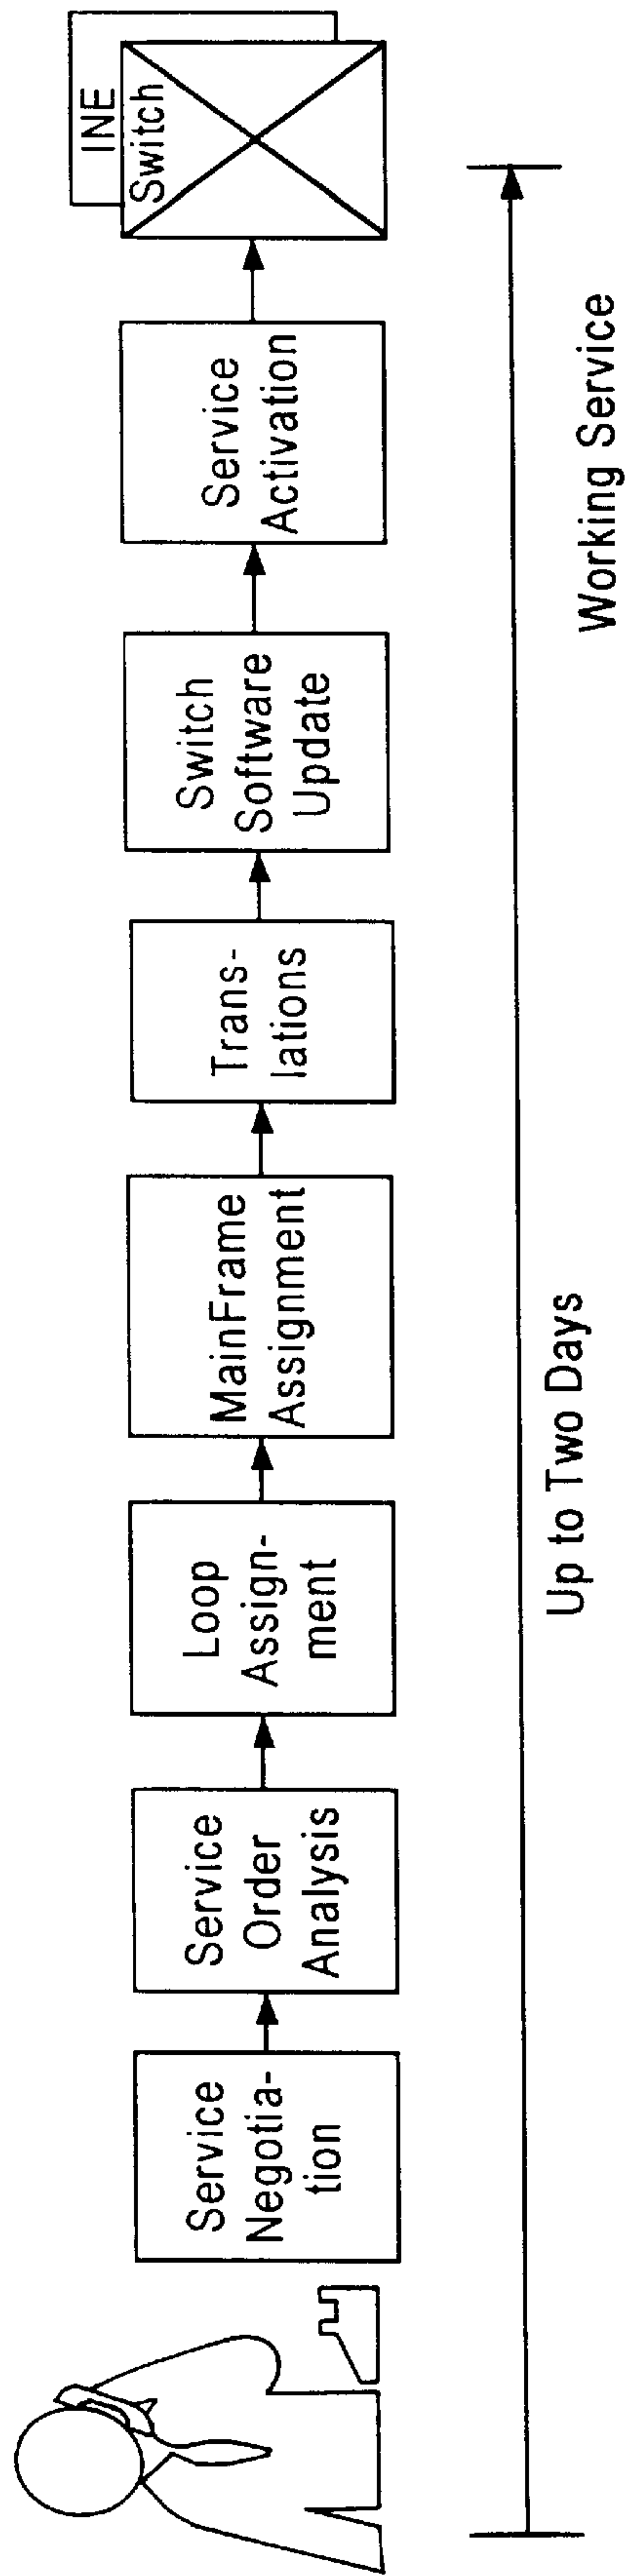 Service
Negotia-
tion
Service
Order
Analysis
Loop
Assign-
ment
MainFrame
Assignment
Trans-
lations
Switch
Software
Update
Service
Activation
INE
Switch
Up to Two Days
Working Service